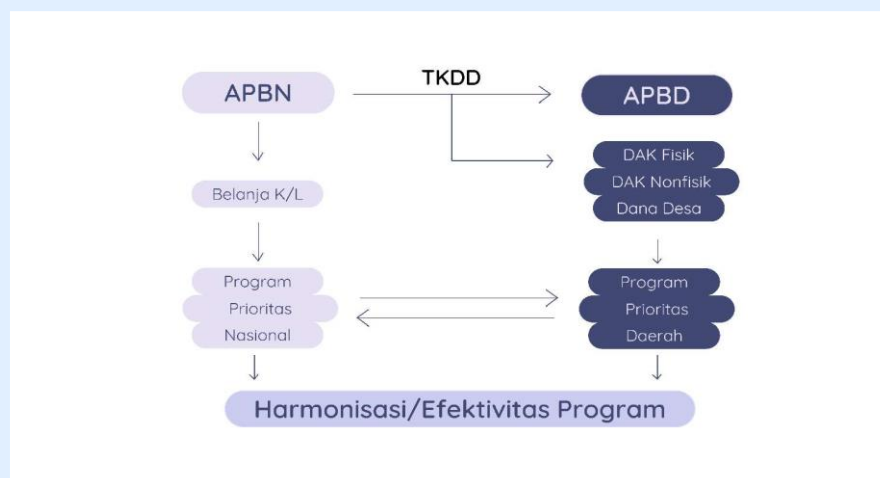 TKDD
APBN
APBD
DAK Fisik
DAK Nonfisik
Dana Desa
Belanja K/L
Program
Prioritas
Nasional
Program
Prioritas
Daerah
Harmonisasi/Efektivitas Program